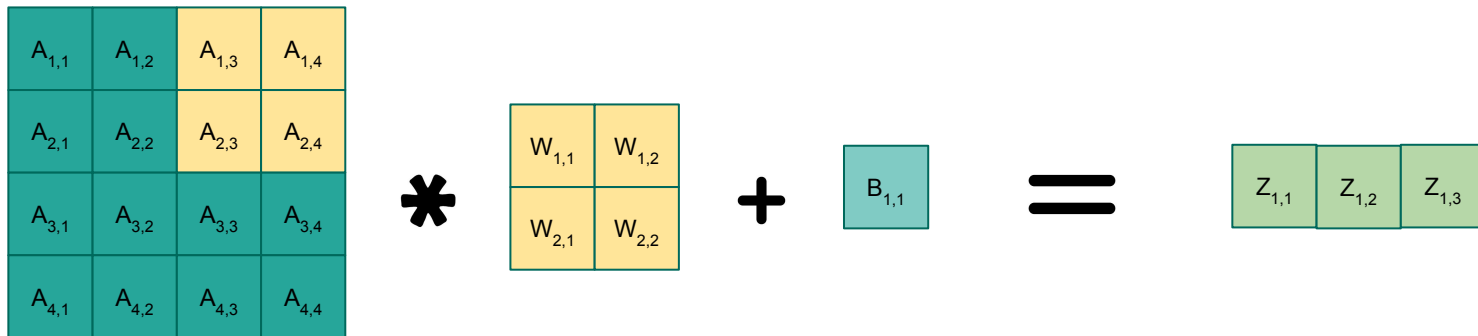 A1,1 A1,2 A1,3 A1,4
A2,1 A2,2 A2,3 A2,4
A3,1 A3,2 A3,3 A3,4
A4,1 A4,2 A4,3 A4,4
*
W1,1 W1,2
W2,1 W2,2
+
B1,1
=
Z1,1 Z1,2 Z1,3